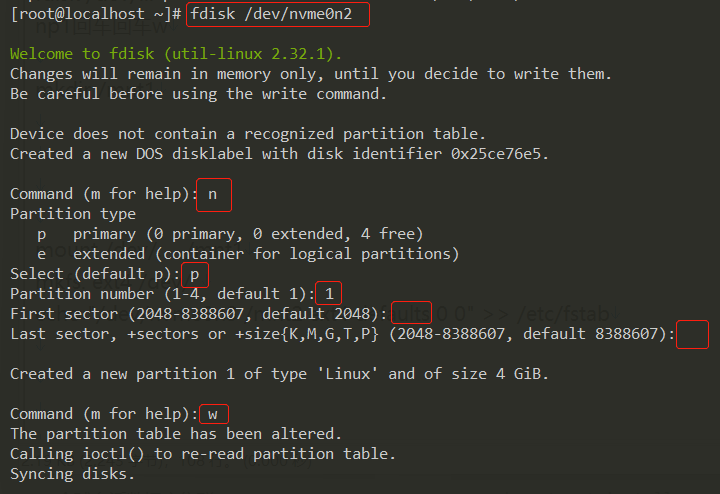 [root@localhost ~]# fdisk /dev/nvme0n2
Welcome to fdisk (util-linux 2.32.1).
Changes will remain in memory only, until you decide to write them.
Be careful before using the write command.
Device does not contain a recognized partition table.
Created a new DOS disklabel with disk identifier 0x25ce76e5.
Command (m for help): n
Partition type
p primary (0 primary, 0 extended, 4 free)
e extended (container for logical partitions)
Select (default p): p
Partition number (1-4, default 1): 1
First sector (2048-8388607, default 2048):
Last sector, +sectors or +size{K,M,G,T,P} (2048-8388607, default 8388607):
Created a new partition 1 of type 'Linux' and of size 4 GiB.
Command (m for help): w
The partition table has been altered.
Calling ioctl() to re-read partition table.
Syncing disks.